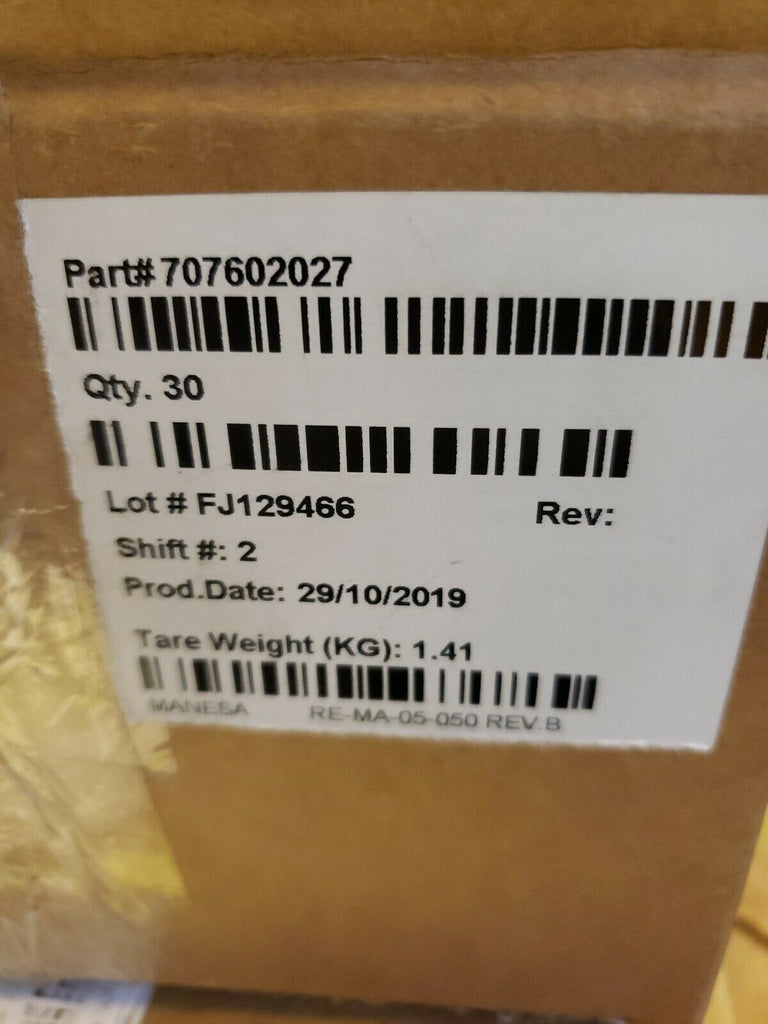 Part# 707602027
Qty. 30
Lot # FJ129466 Rev:
Shift #: 2
Prod.Date: 29/10/2019
Tare Weight (KG): 1.41
MANESA RE-MA-05-050 REV.B